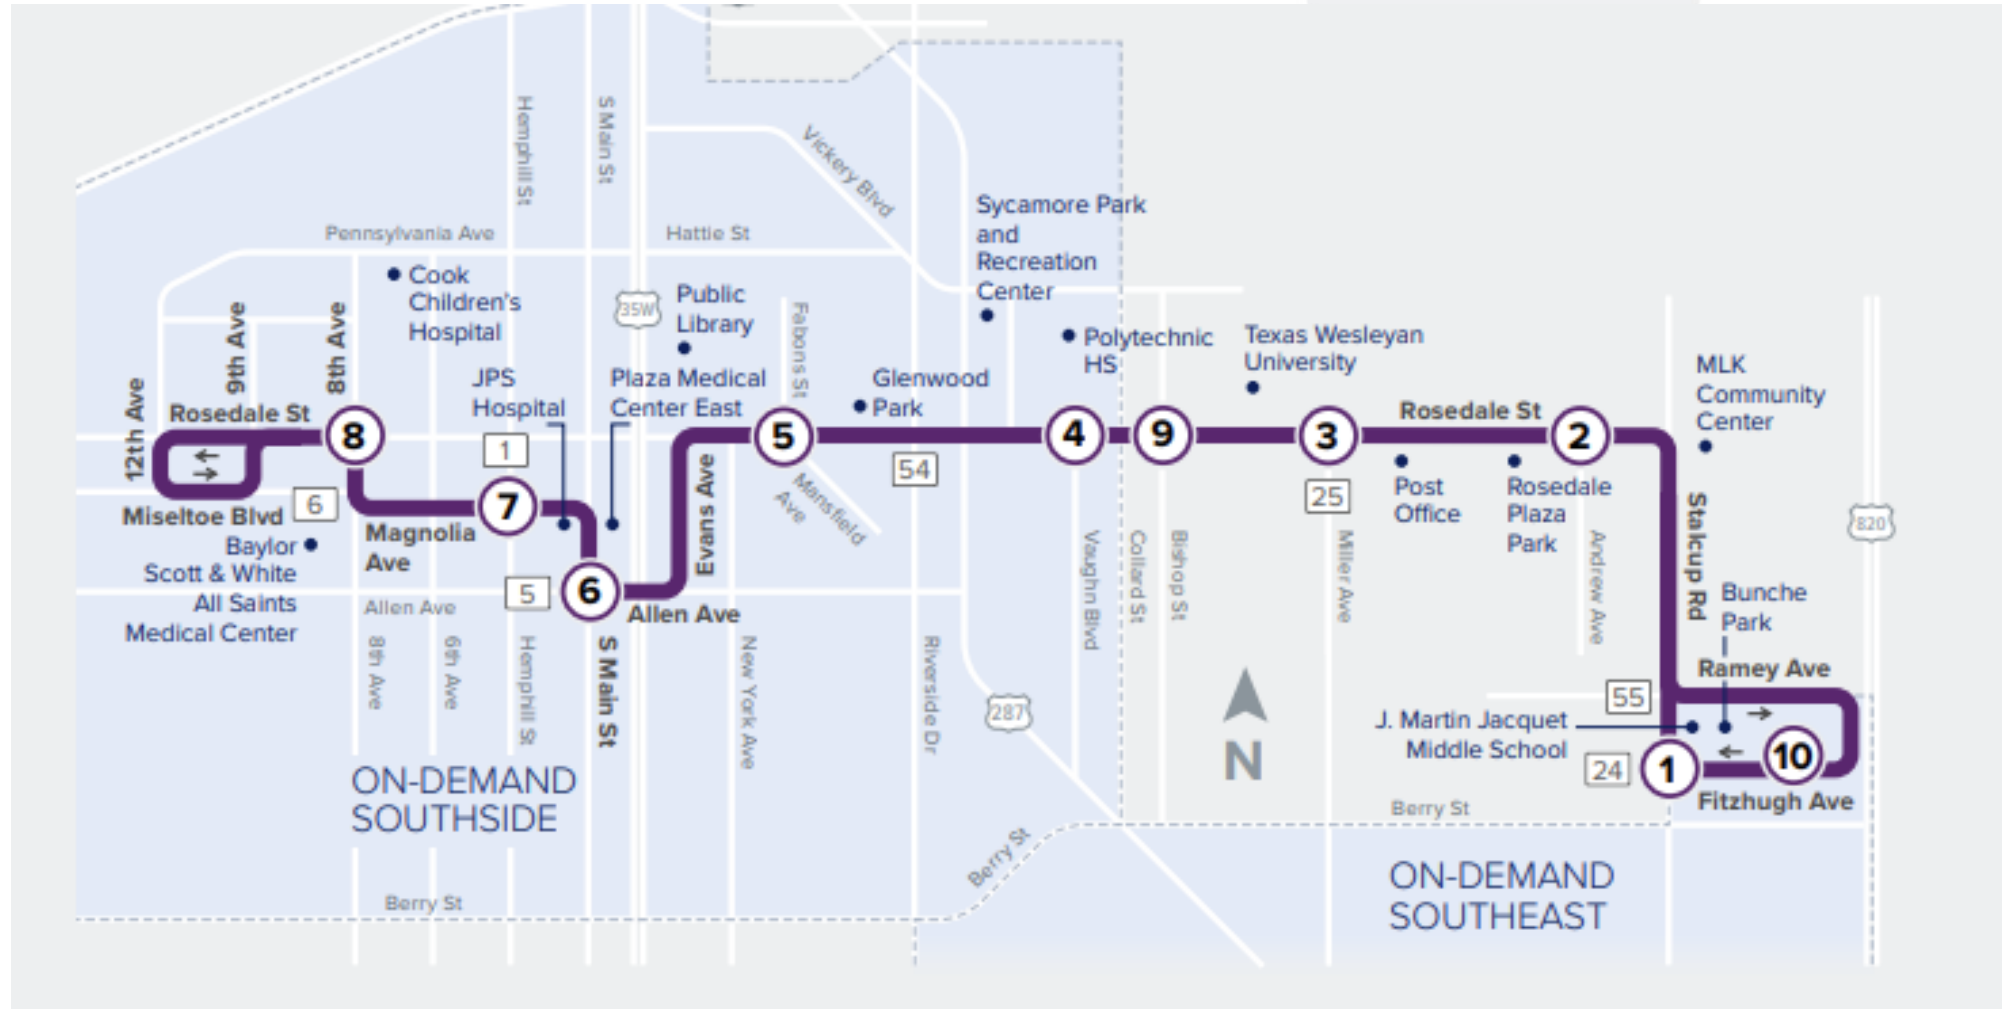 Hemphill St
S Main St
Vickery Blvd
Pennsylvania Ave
Hattie St
Sycamore Park
and
Recreation
Center
Cook
Children's
Hospital
35W
Public
Library
Fabons St
9th Ave
8th Ave
12th Ave
Polytechnic
HS
Texas Wesleyan
University
MLK
Community
Center
JPS
Hospital
Plaza Medical
Center East
Glenwood
Park
Rosedale St
8
5
4
9
3
Rosedale St
2
1
7
6
54
25
Miseltoe Blvd
Magnolia
Ave
Evans Ave
Mansfield
Ave
Post
Office
Rosedale
Plaza
Park
Stalcup Rd
820
Baylor
Scott & White
All Saints
Medical Center
Allen Ave
5
6
Allen Ave
Vaughn Blvd
Collard St
Bishop St
Miller Ave
Andrew Ave
Bunche
Park
8th Ave
6th Ave
Hemphill St
S Main St
New York Ave
Riverside Dr
287
N
55
Ramey Ave
J. Martin Jacquet
Middle School
24
1
10
Fitzhugh Ave
ON-DEMAND
SOUTHSIDE
Berry St
Berry St
Berry St
ON-DEMAND
SOUTHEAST